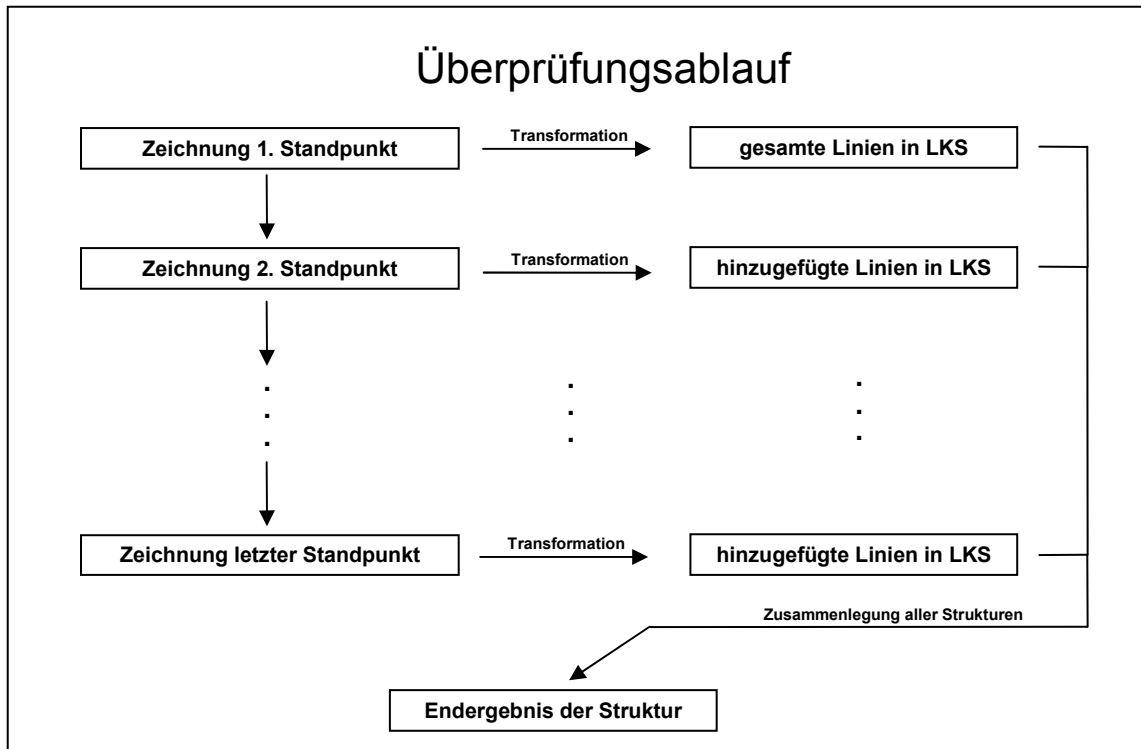 Überprüfungsablauf
Zeichnung 1. Standpunkt
Transformation
gesamte Linien in LKS
Zeichnung 2. Standpunkt
Transformation
hinzugefügte Linien in LKS
Zeichnung letzter Standpunkt
Transformation
hinzugefügte Linien in LKS
Zusammenlegung aller Strukturen
Endergebnis der Struktur